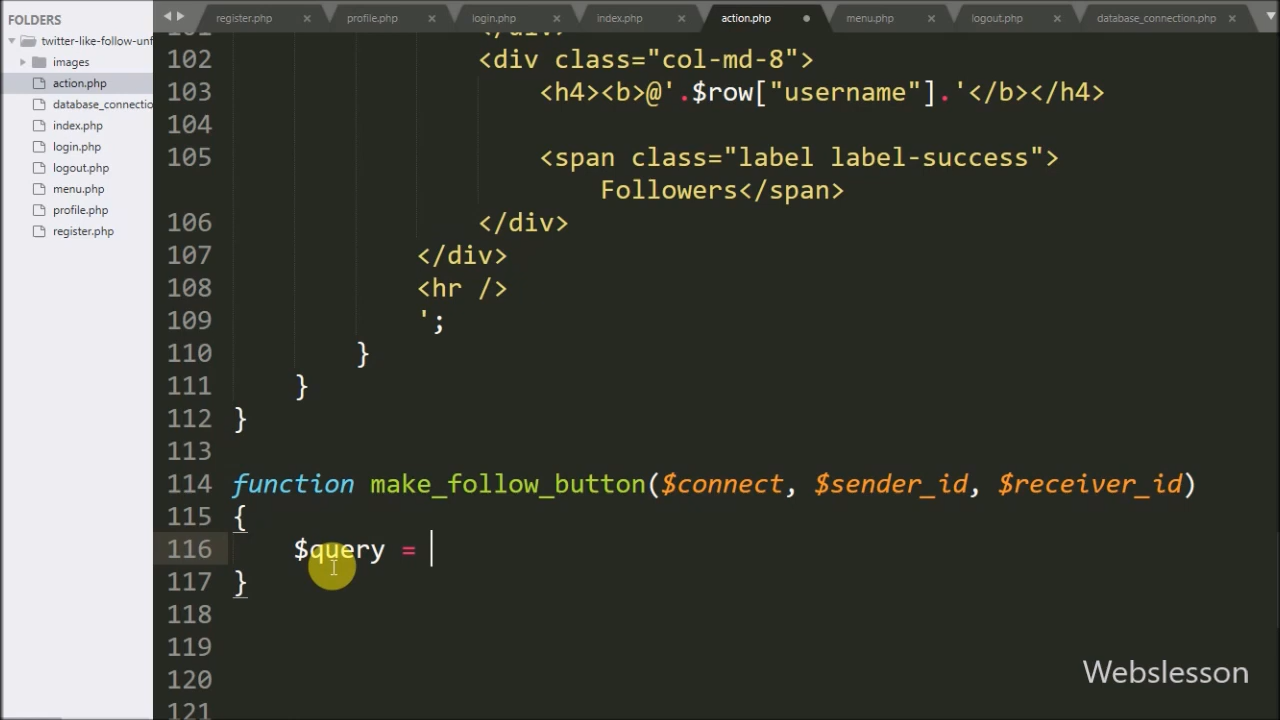 FOLDERS
twitter-like-follow-unf
images
action.php
database_connectio
index.php
login.php
logout.php
menu.php
profile.php
register.php
register.php × profile.php × login.php × index.php × action.php menu.php × logout.php × database_connection.php ×
102 <div class="col-md-8">
103 <h4><b>@'.$row["username"].'</b></h4>
104
105 <span class="label label-success">
Followers</span>
106 </div>
107 </div>
108 <hr />
109 ';
110 }
111 }
112 }
113
114 function make_follow_button($connect, $sender_id, $receiver_id)
115 {
116 $query =
117 }
118
119
120
121
Webslesson